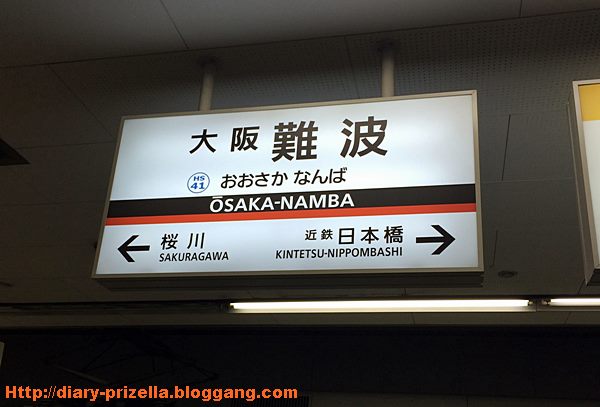 大阪難波
HS
41
おおさか なんば
ŌSAKA-NAMBA
← 桜川
SAKURAGAWA
近鉄日本橋 →
KINTETSU-NIPPOMBASHI
Http://diary-prizella.bloggang.com